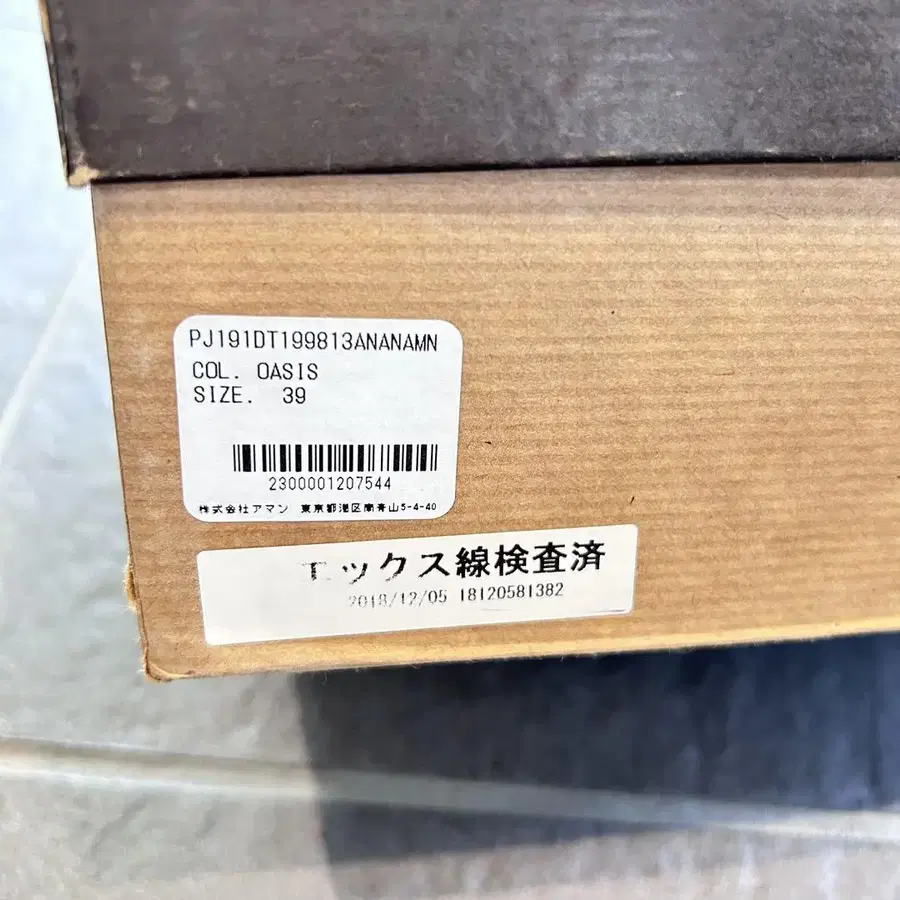 PJ191DT199813ANANAMN
COL. OASIS
SIZE. 39
2300001207544
株式会社アマン 東京都港区南青山5-4-40
エックス線検査済
2018/12/05 18120581382